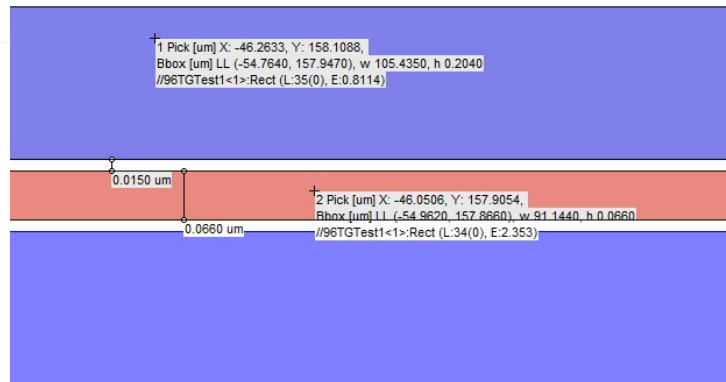 1 Pick [um] X: -46.2633, Y: 158.1088,
Bbox [um] LL (-54.7640, 157.9470), w 105.4350, h 0.2040
//96TGTest1<1>:Rect (L:35(0), E:0.8114)
0.0150 um
2 Pick [um] X: -46.0506, Y: 157.9054,
Bbox [um] LL (-54.9620, 157.8660), w 91.1440, h 0.0660
0.0660 um
//96TGTest1<1>:Rect (L:34(0), E:2.353)